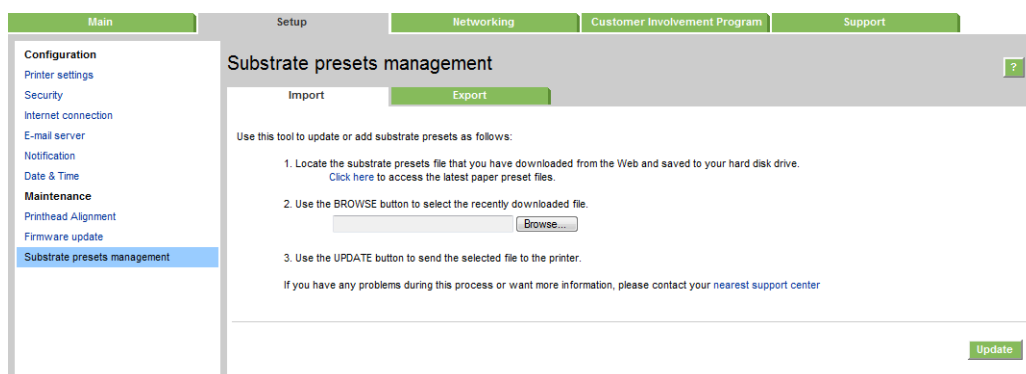 Main Setup Networking Customer Involvement Program Support
Configuration
Printer settings
Security
Internet connection
E-mail server
Notification
Date & Time
Maintenance
Printhead Alignment
Firmware update
Substrate presets management
Substrate presets management ?
Import Export
Use this tool to update or add substrate presets as follows:
1. Locate the substrate presets file that you have downloaded from the Web and saved to your hard disk drive.
Click here to access the latest paper preset files.
2. Use the BROWSE button to select the recently downloaded file.
Browse...
3. Use the UPDATE button to send the selected file to the printer.
If you have any problems during this process or want more information, please contact your nearest support center
Update